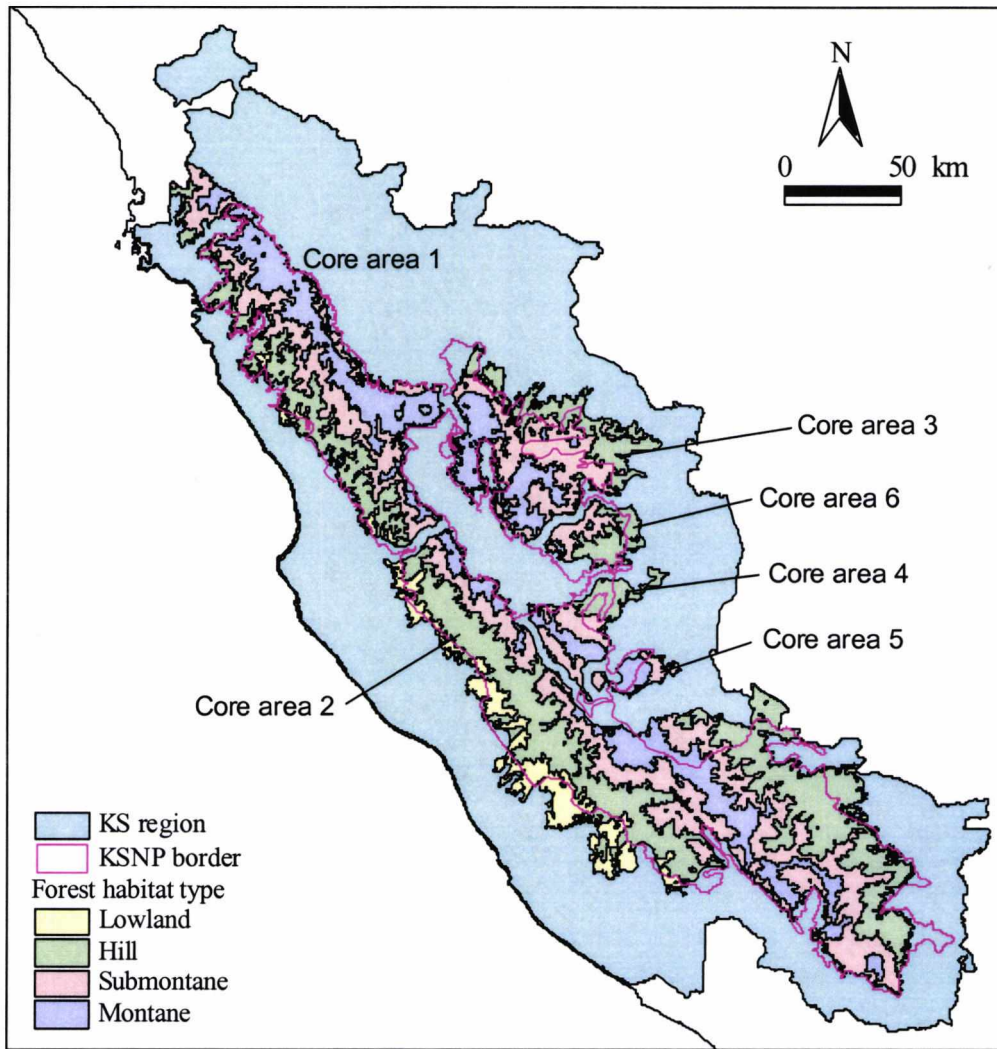 N
0 50 km
Core area 1
Core area 3
Core area 6
Core area 4
Core area 5
Core area 2
KS region
KSNP border
Forest habitat type
Lowland
Hill
Submontane
Montane